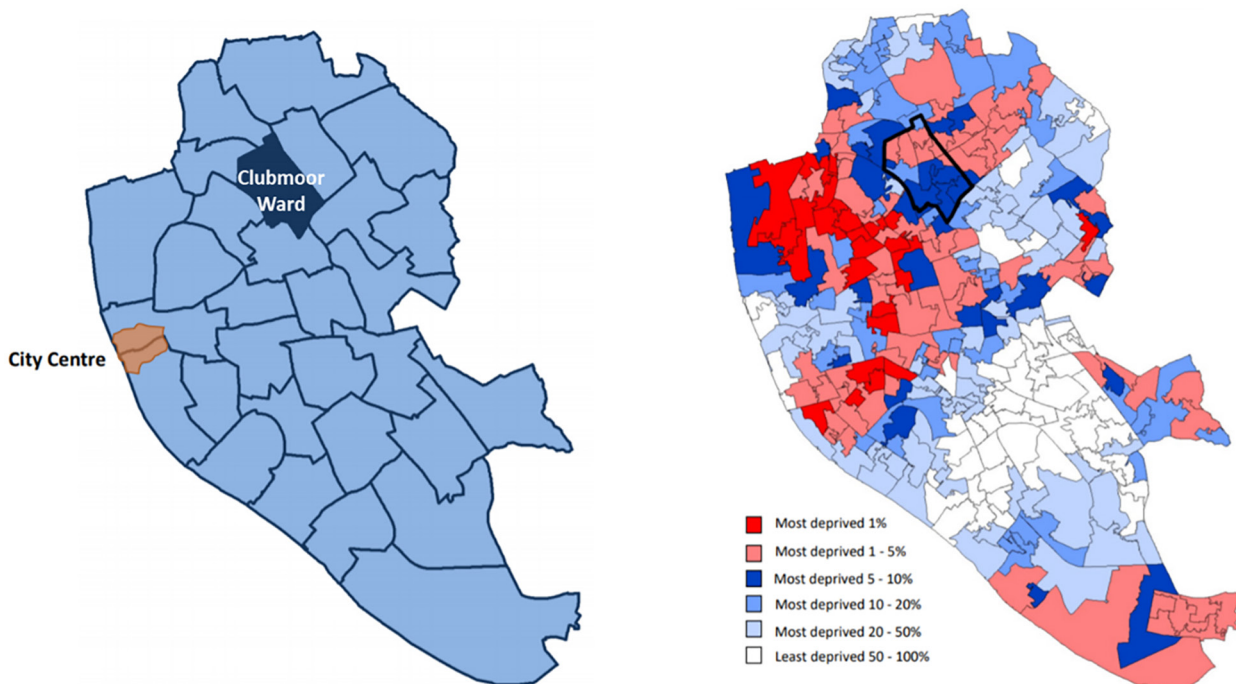 Clubmoor
Ward
City Centre
Most deprived 1%
Most deprived 1 - 5%
Most deprived 5 - 10%
Most deprived 10 - 20%
Most deprived 20 - 50%
Least deprived 50 - 100%